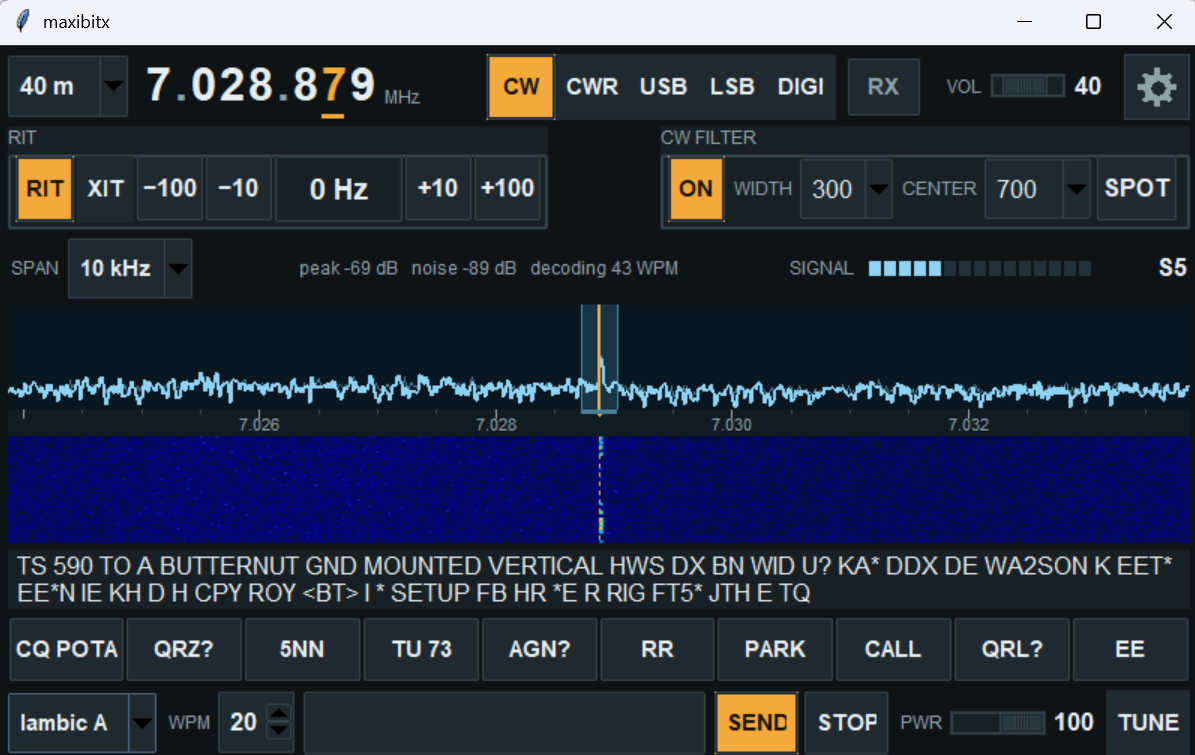 maxibitx
40 m 7.028.879 MHz CW CWR USB LSB DIGI RX VOL 40
RIT CW FILTER
RIT XIT −100 −10 0 Hz +10 +100 ON WIDTH 300 CENTER 700 SPOT
SPAN 10 kHz peak -69 dB noise -89 dB decoding 43 WPM SIGNAL S5
7.026 7.028 7.030 7.032
TS 590 TO A BUTTERNUT GND MOUNTED VERTICAL HWS DX BN WID U? KA* DDX DE WA2SON K EET*
EE*N IE KH D H CPY ROY <BT> I * SETUP FB HR *E R RIG FT5* JTH E TQ
CQ POTA QRZ? 5NN TU 73 AGN? RR PARK CALL QRL? EE
Iambic A WPM 20 SEND STOP PWR 100 TUNE